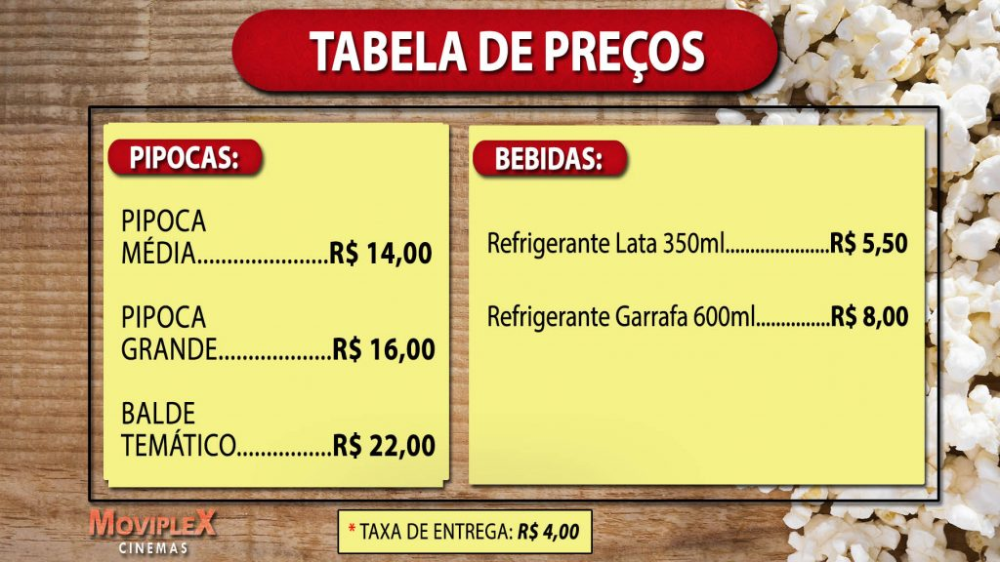 TABELA DE PREÇOS
PIPOCAS:
PIPOCA
MÉDIA......................R$ 14,00
PIPOCA
GRANDE...................R$ 16,00
BALDE
TEMÁTICO................R$ 22,00
BEBIDAS:
Refrigerante Lata 350ml......................R$ 5,50
Refrigerante Garrafa 600ml...............R$ 8,00
MOVIPLEX
CINEMAS
* TAXA DE ENTREGA: R$ 4,00